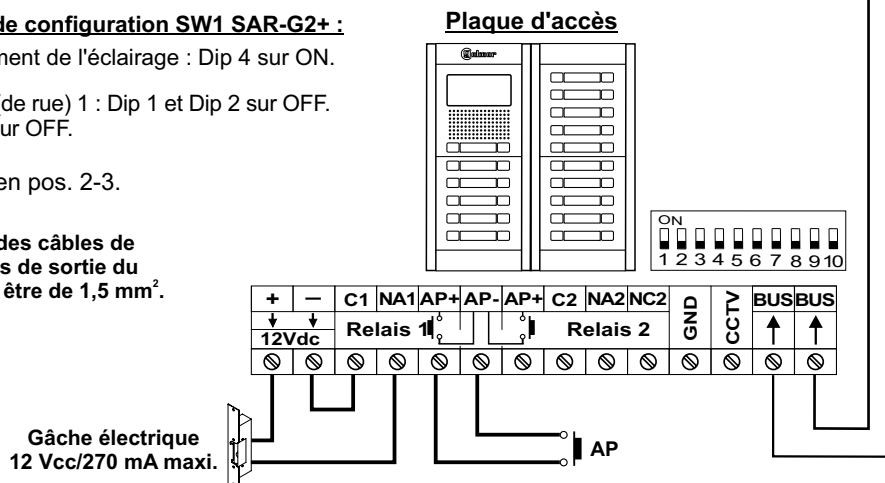 de configuration SW1 SAR-G2+ :
ment de l'éclairage : Dip 4 sur ON.
(de rue) 1 : Dip 1 et Dip 2 sur OFF.
ur OFF.
en pos. 2-3.
des câbles de
s de sortie du
être de 1,5 mm².
Plaque d'accès
Golmar
ON
1 2 3 4 5 6 7 8 9 10
+ — C1 NA1 AP+ AP- AP+ C2 NA2 NC2 GND CCTV BUS BUS
12Vdc Relais 1 Relais 2
Gâche électrique
12 Vcc/270 mA maxi.
AP